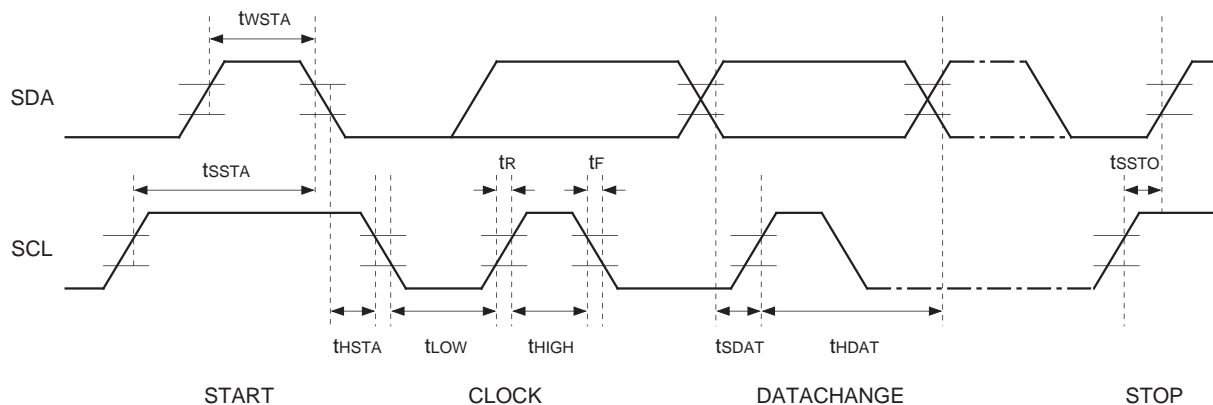 tWSTA
SDA
tSSTA
tR
tF
tSSTO
SCL
tHSTA
tLOW
tHIGH
tSDAT
tHDAT
START
CLOCK
DATACHANGE
STOP